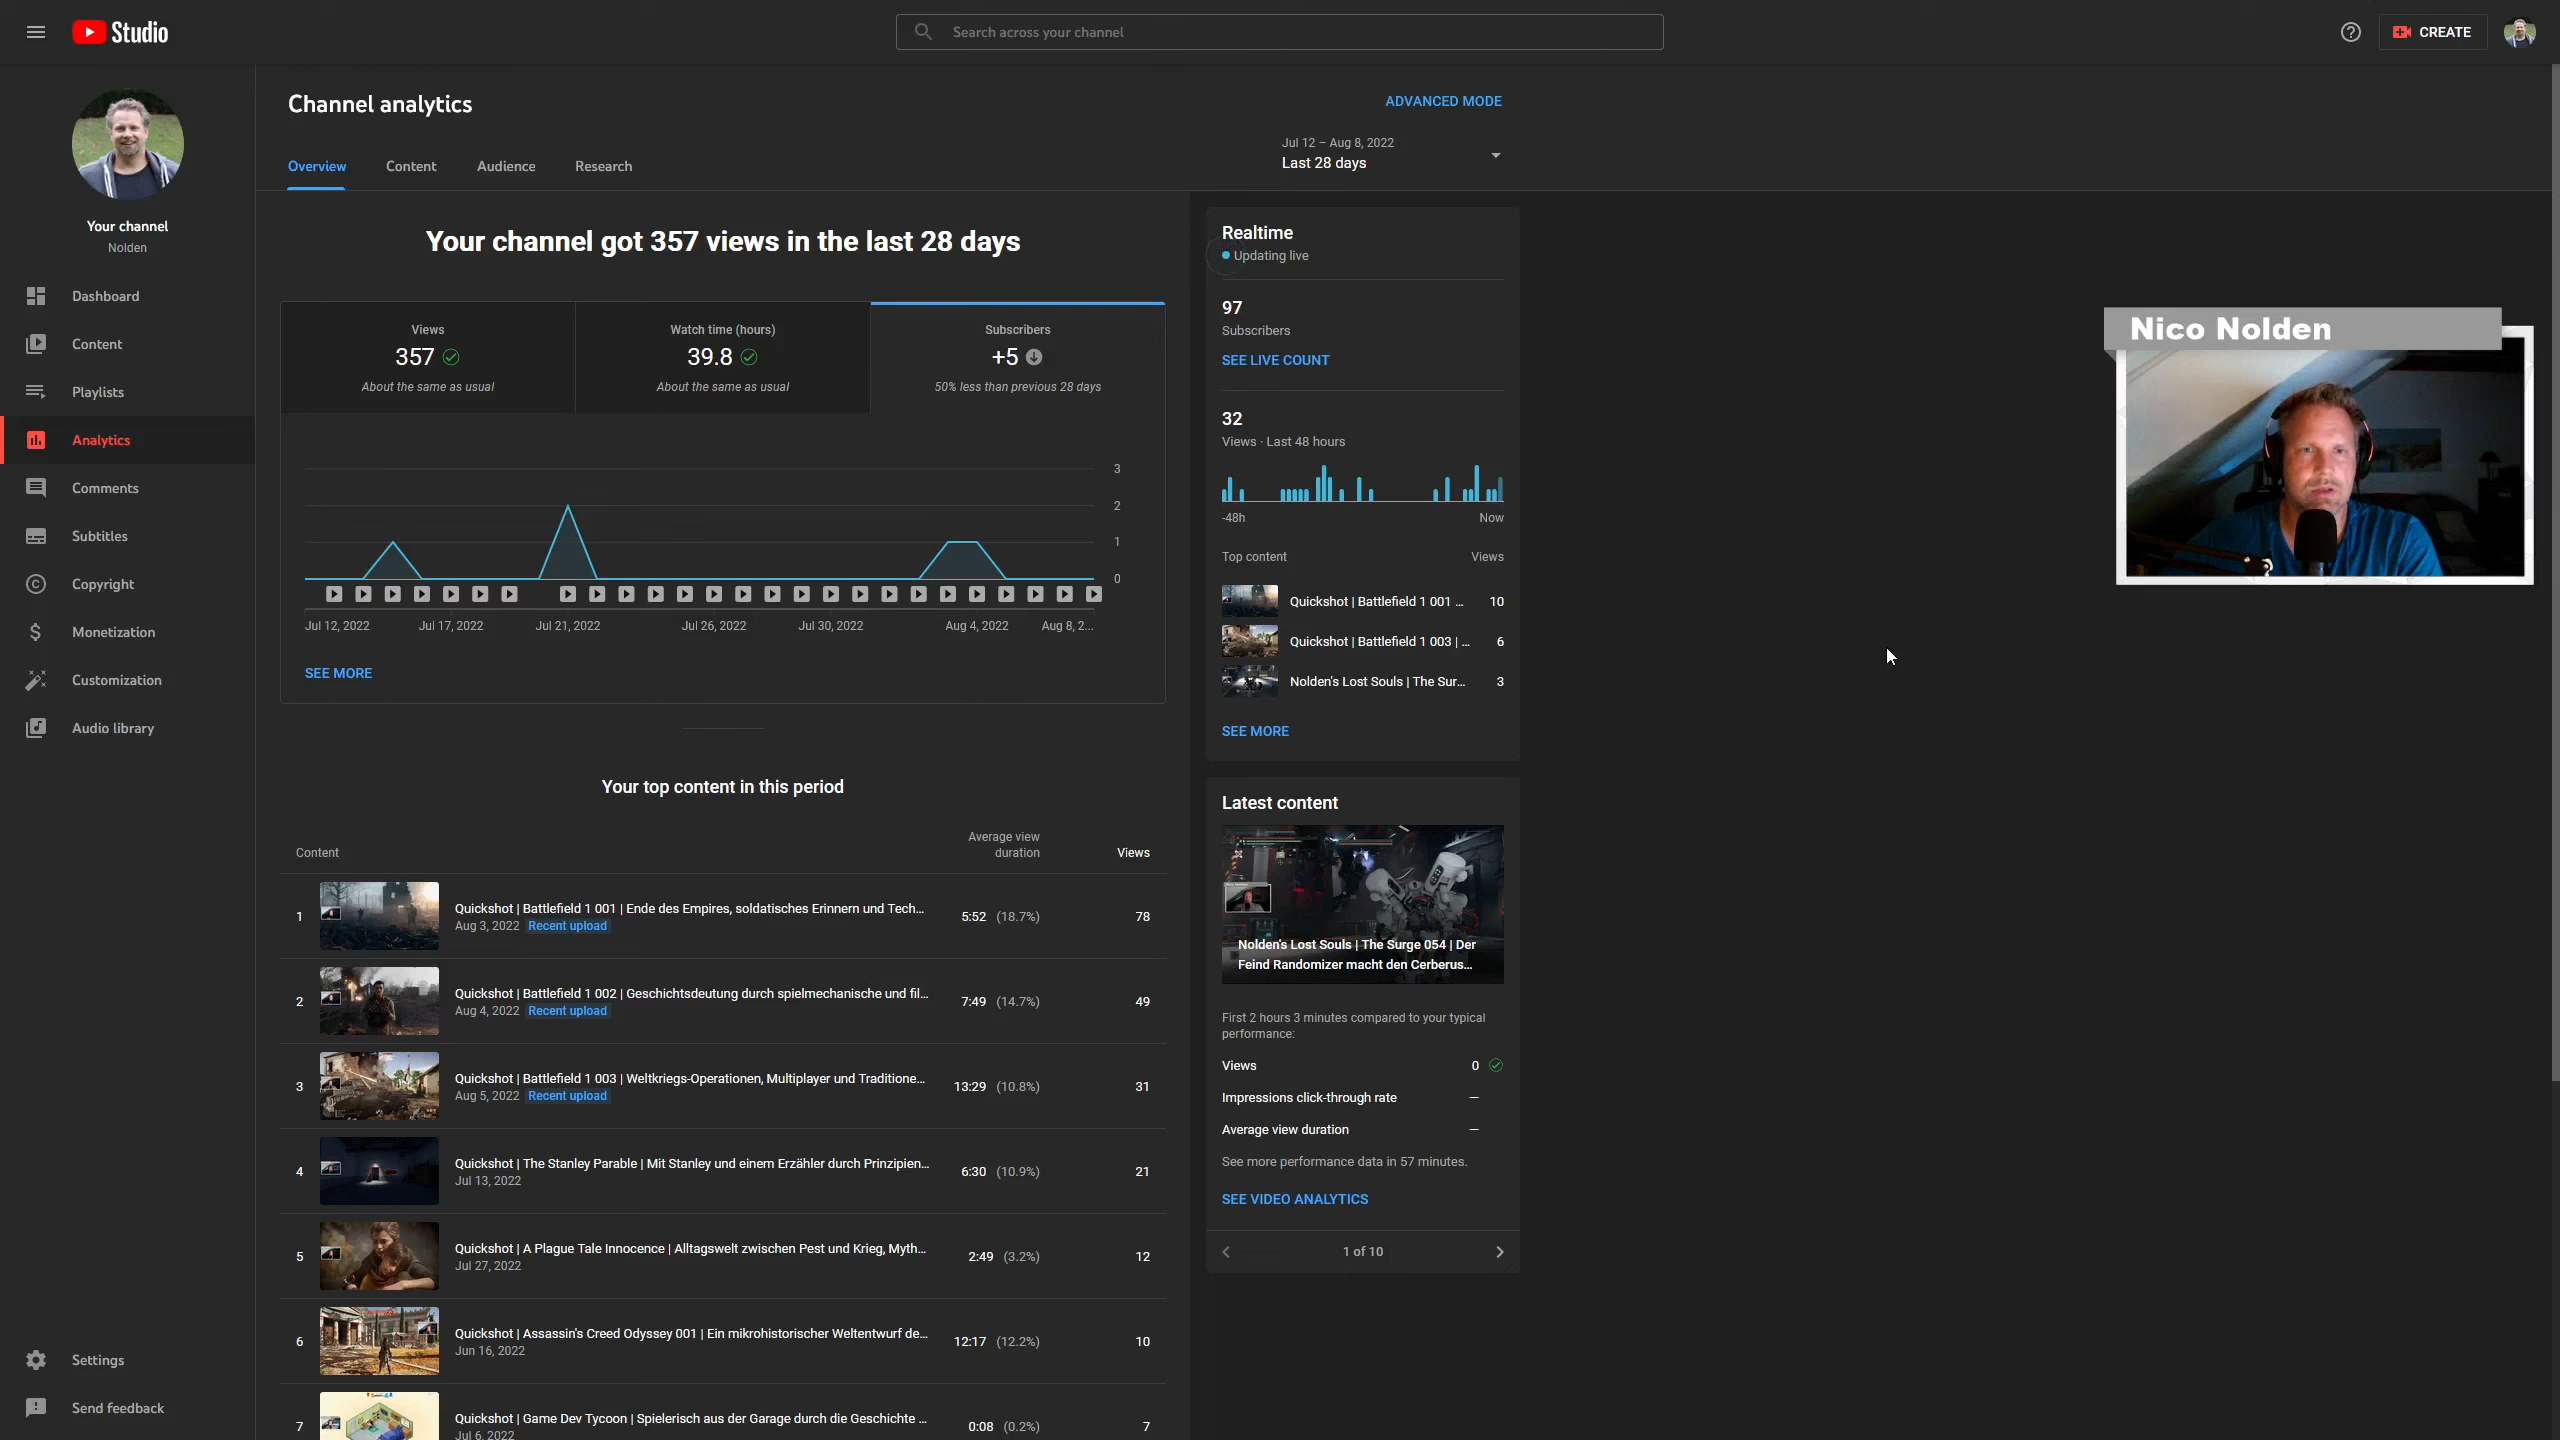 Studio
Search across your channel
CREATE
Your channel
Nolden
Dashboard
Content
Playlists
Analytics
Comments
Subtitles
Copyright
Monetization
Customization
Audio library
Settings
Send feedback
Channel analytics
ADVANCED MODE
Overview
Content
Audience
Research
Jul 12 – Aug 8, 2022
Last 28 days
Your channel got 357 views in the last 28 days
Views
357
About the same as usual
Watch time (hours)
39.8
About the same as usual
Subscribers
+5
50% less than previous 28 days
3
2
1
0
Jul 12, 2022
Jul 17, 2022
Jul 21, 2022
Jul 26, 2022
Jul 30, 2022
Aug 4, 2022
Aug 8, 2...
SEE MORE
Your top content in this period
Content
Average view
duration
Views
1
Quickshot | Battlefield 1 001 | Ende des Empires, soldatisches Erinnern und Tech...
Aug 3, 2022 Recent upload
5:52 (18.7%)
78
2
Quickshot | Battlefield 1 002 | Geschichtsdeutung durch spielmechanische und fil...
Aug 4, 2022 Recent upload
7:49 (14.7%)
49
3
Quickshot | Battlefield 1 003 | Weltkriegs-Operationen, Multiplayer und Traditione...
Aug 5, 2022 Recent upload
13:29 (10.8%)
31
4
Quickshot | The Stanley Parable | Mit Stanley und einem Erzähler durch Prinzipien...
Jul 13, 2022
6:30 (10.9%)
21
5
Quickshot | A Plague Tale Innocence | Alltagswelt zwischen Pest und Krieg, Myth...
Jul 27, 2022
2:49 (3.2%)
12
6
Quickshot | Assassin's Creed Odyssey 001 | Ein mikrohistorischer Weltentwurf de...
Jun 16, 2022
12:17 (12.2%)
10
7
Quickshot | Game Dev Tycoon | Spielerisch aus der Garage durch die Geschichte ...
Jul 6, 2022
0:08 (0.2%)
7
Realtime
Updating live
97
Subscribers
SEE LIVE COUNT
32
Views · Last 48 hours
-48h
Now
Top content
Views
Quickshot | Battlefield 1 001 ...
10
Quickshot | Battlefield 1 003 | ...
6
Nolden's Lost Souls | The Sur...
3
SEE MORE
Latest content
Nolden's Lost Souls | The Surge 054 | Der
Feind Randomizer macht den Cerberus...
First 2 hours 3 minutes compared to your typical
performance:
Views
0
Impressions click-through rate
—
Average view duration
—
See more performance data in 57 minutes.
SEE VIDEO ANALYTICS
1 of 10
Nico Nolden